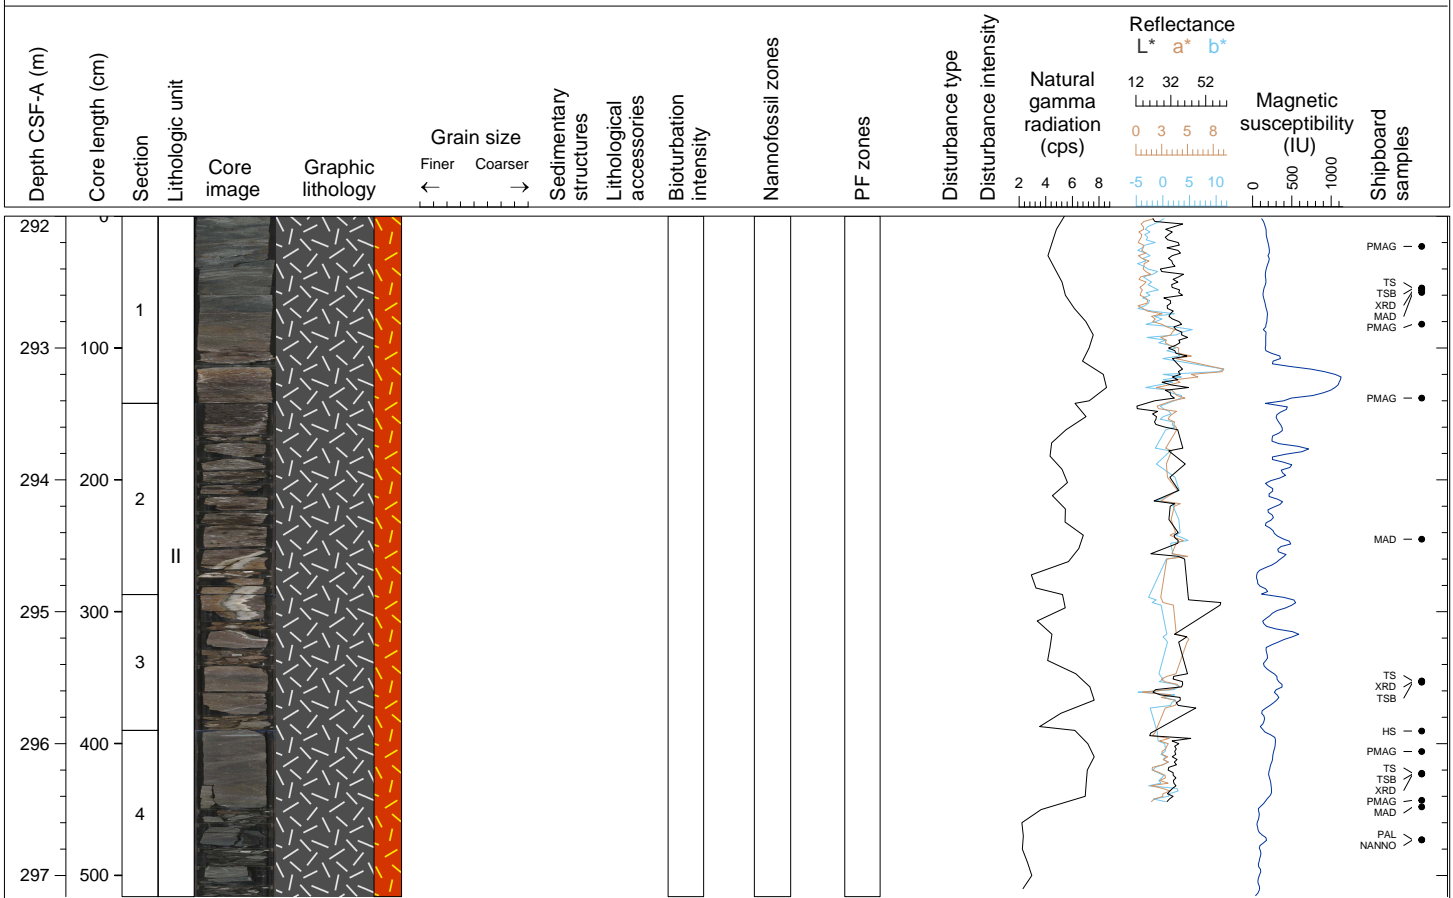 Depth CSF-A (m)
Core length (cm)
Section
Lithologic unit
Core
image
Graphic
lithology
Grain size
Finer
Coarser
← →
Sedimentary
structures
Lithological
accessories
Bioturbation
intensity
Nannofossil zones
PF zones
Disturbance type
Disturbance intensity
Natural
gamma
radiation
(cps)
2 4 6 8
Reflectance
L* a* b*
12 32 52
0 3 5 8
-5 0 5 10
Magnetic
susceptibility
(IU)
0 500 1000
Shipboard
samples
292
293
294
295
296
297
0
100
200
300
400
500
1
2
3
4
II
PMAG
TS
TSB
XRD
MAD
PMAG
PMAG
MAD
TS
XRD
TSB
HS
PMAG
TS
TSB
XRD
PMAG
MAD
PAL
NANNO